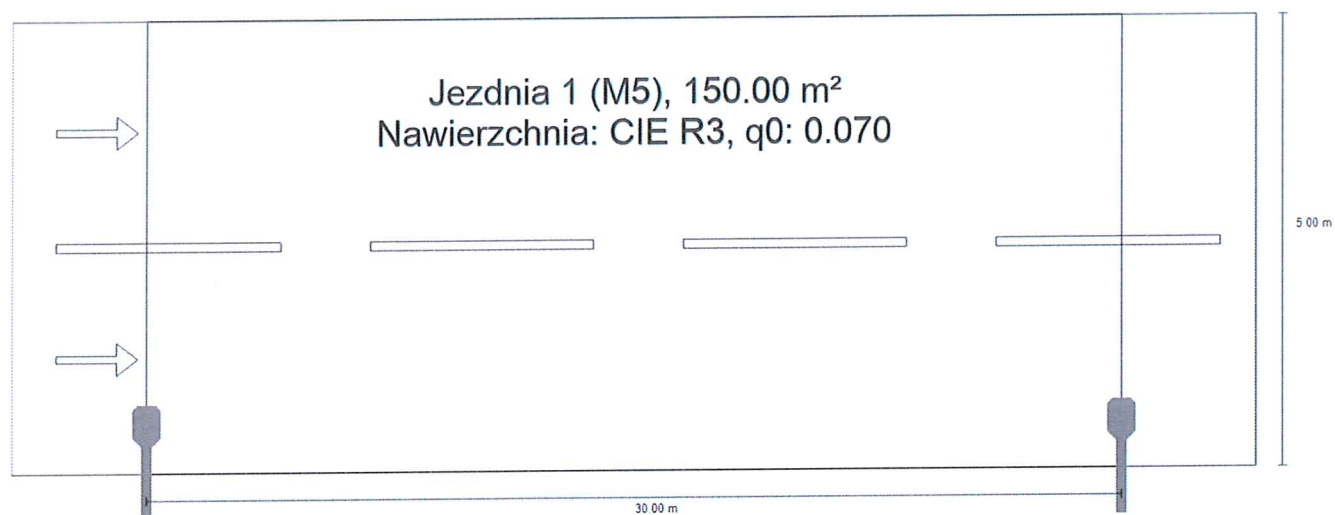 Jezdnia 1 (M5), 150.00 m²
Nawierzchnia: CIE R3, q0: 0.070
5 00 m
30 00 m